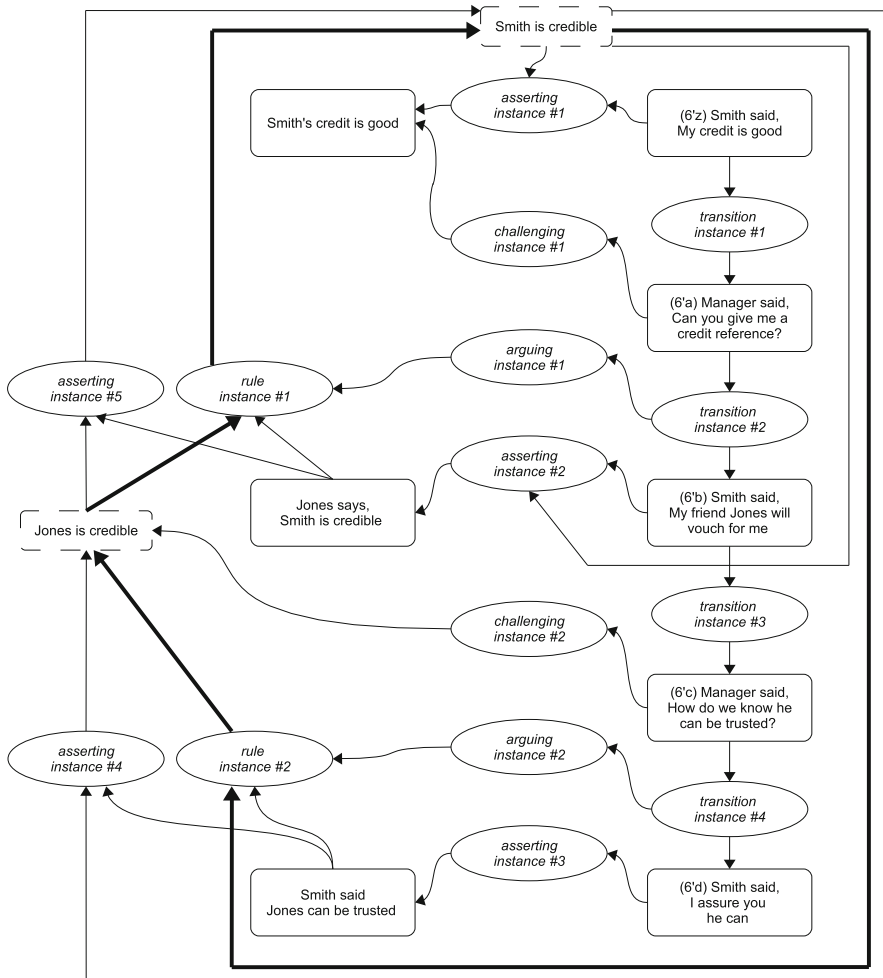 Smith is credible
asserting
instance #1
Smith's credit is good
(6'z) Smith said,
My credit is good
transition
instance #1
challenging
instance #1
(6'a) Manager said,
Can you give me a
credit reference?
arguing
instance #1
asserting
instance #5
rule
instance #1
transition
instance #2
asserting
instance #2
Jones says,
Smith is credible
(6'b) Smith said,
My friend Jones will
vouch for me
Jones is credible
transition
instance #3
challenging
instance #2
(6'c) Manager said,
How do we know he
can be trusted?
asserting
instance #4
rule
instance #2
arguing
instance #2
transition
instance #4
asserting
instance #3
Smith said
Jones can be trusted
(6'd) Smith said,
I assure you
he can